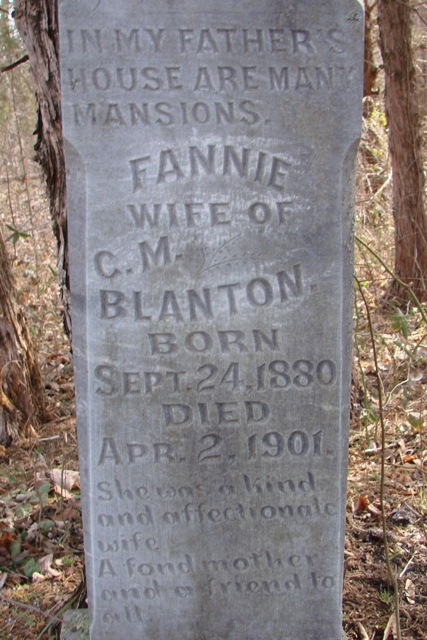 IN MY FATHER'S
HOUSE ARE MANY
MANSIONS.
FANNIE
WIFE OF
C. M.
BLANTON.
BORN
SEPT. 24, 1880
DIED
APR. 2, 1901.
She was a kind
and affectionate
wife
A fond mother
and a friend to
all.